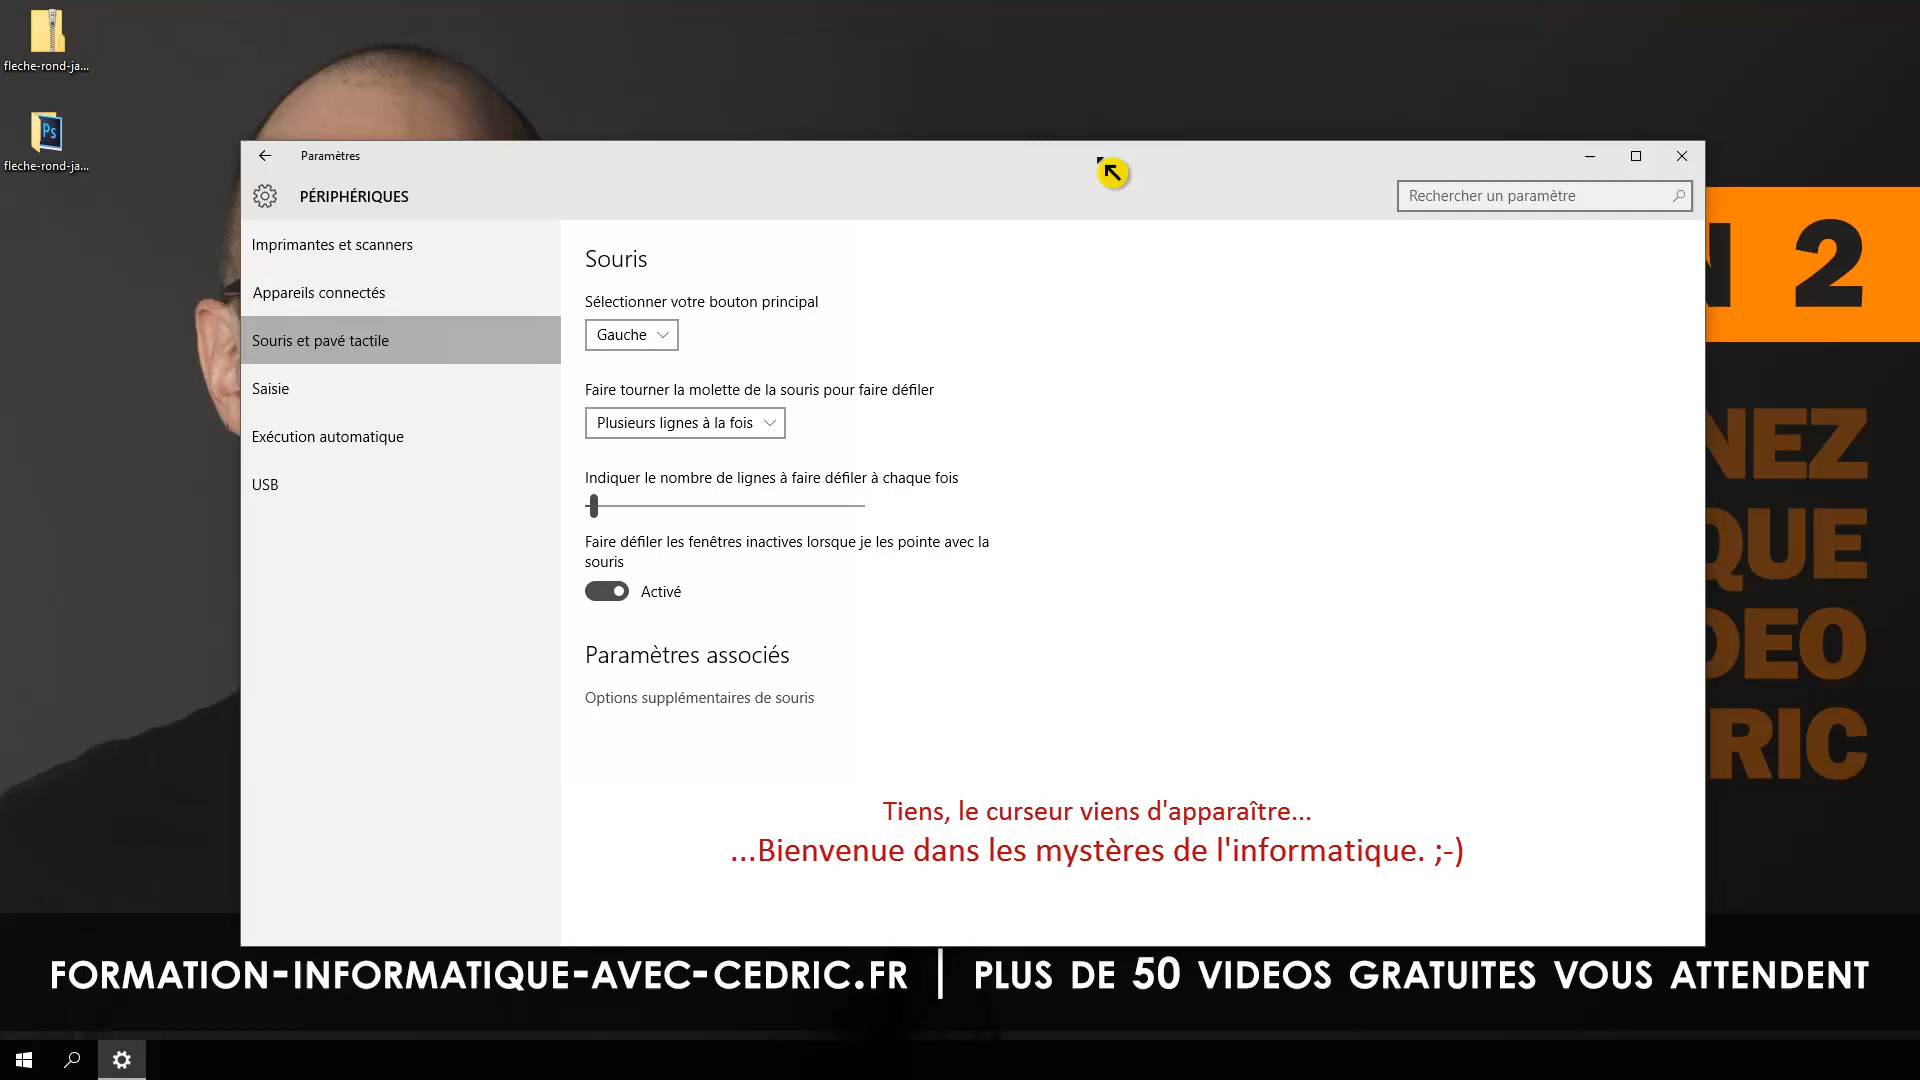 fleche-rond-ja...
fleche-rond-ja...
Paramètres
PÉRIPHÉRIQUES
Rechercher un paramètre
Imprimantes et scanners
Appareils connectés
Souris et pavé tactile
Saisie
Exécution automatique
USB
Souris
Sélectionner votre bouton principal
Gauche
Faire tourner la molette de la souris pour faire défiler
Plusieurs lignes à la fois
Indiquer le nombre de lignes à faire défiler à chaque fois
Faire défiler les fenêtres inactives lorsque je les pointe avec la
souris
Activé
Paramètres associés
Options supplémentaires de souris
Tiens, le curseur viens d'apparaître...
...Bienvenue dans les mystères de l'informatique. ;-)
Ps
2
NEZ
QUE
DEO
RIC
FORMATION-INFORMATIQUE-AVEC-CEDRIC.FR | PLUS DE 50 VIDEOS GRATUITES VOUS ATTENDENT